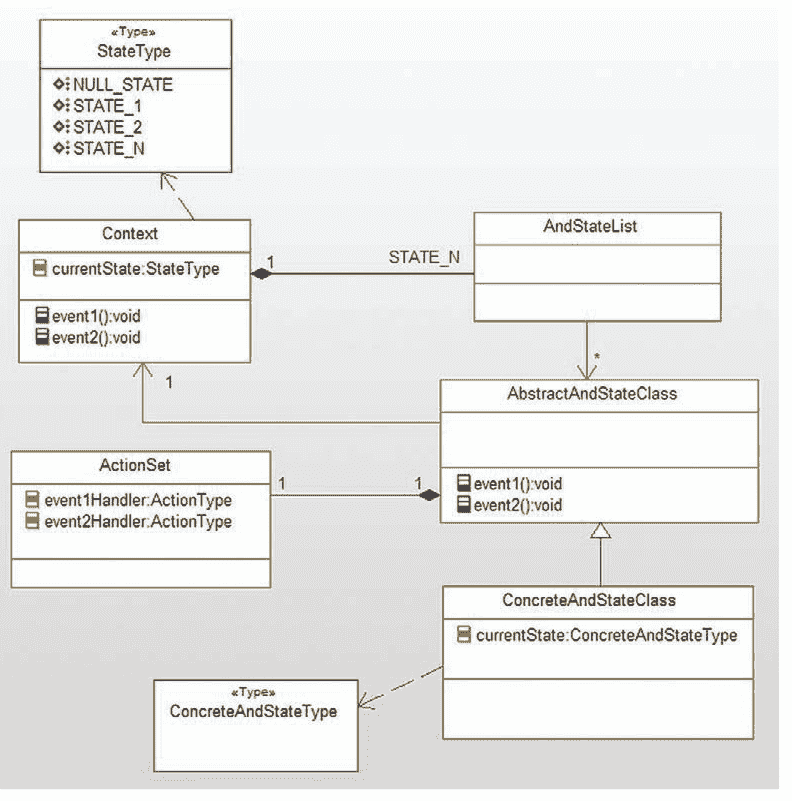 «Type»
StateType
NULL_STATE
STATE_1
STATE_2
STATE_N
Context
currentState:StateType
event1():void
event2():void
1
STATE_N
AndStateList
*
1
AbstractAndStateClass
event1():void
event2():void
ActionSet
event1Handler:ActionType
event2Handler:ActionType
1
1
ConcreteAndStateClass
currentState:ConcreteAndStateType
«Type»
ConcreteAndStateType